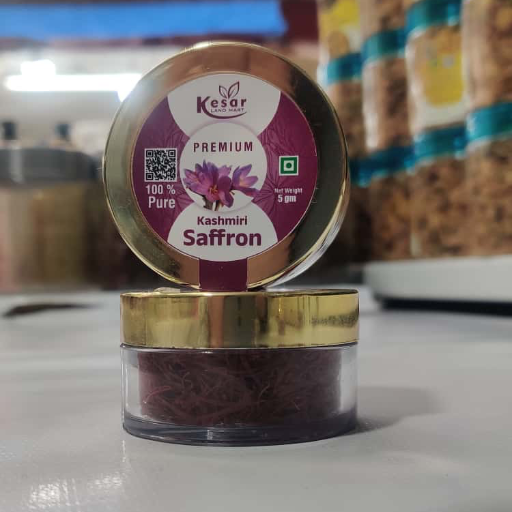 Kesar
LAND MART
PREMIUM
100 %
Pure
Net Weight
5 gm
Kashmiri
Saffron